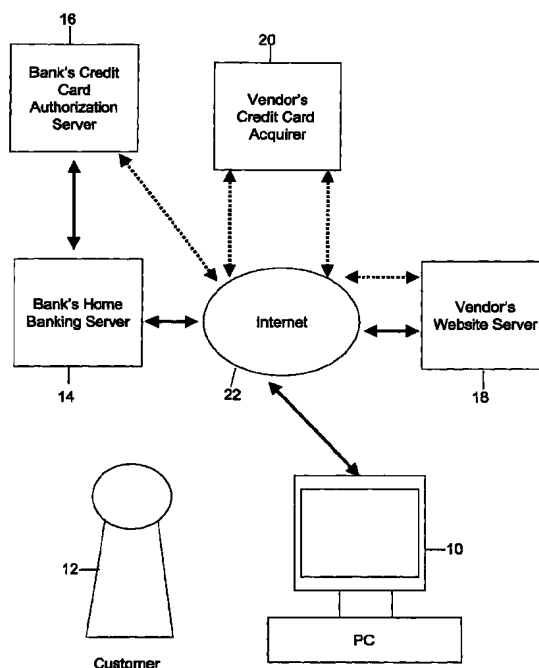 16
Bank's Credit
Card
Authorization
Server
20
Vendor's
Credit Card
Acquirer
Bank's Home
Banking Server
14
Internet
22
Vendor's
Website Server
18
12
Customer
10
PC